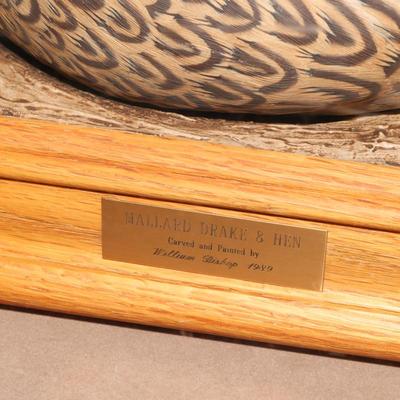 MALLARD DRAKE & HEN
Carved and Painted by
William Bishop 1989